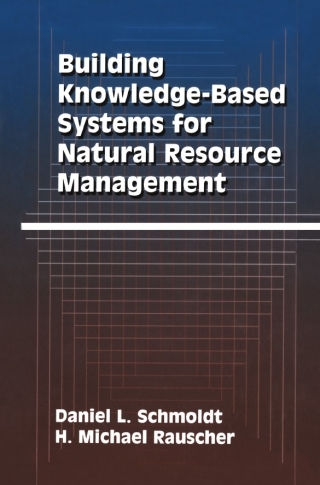 Building
Knowledge-Based
Systems for
Natural Resource
Management
Daniel L. Schmoldt
H. Michael Rauscher